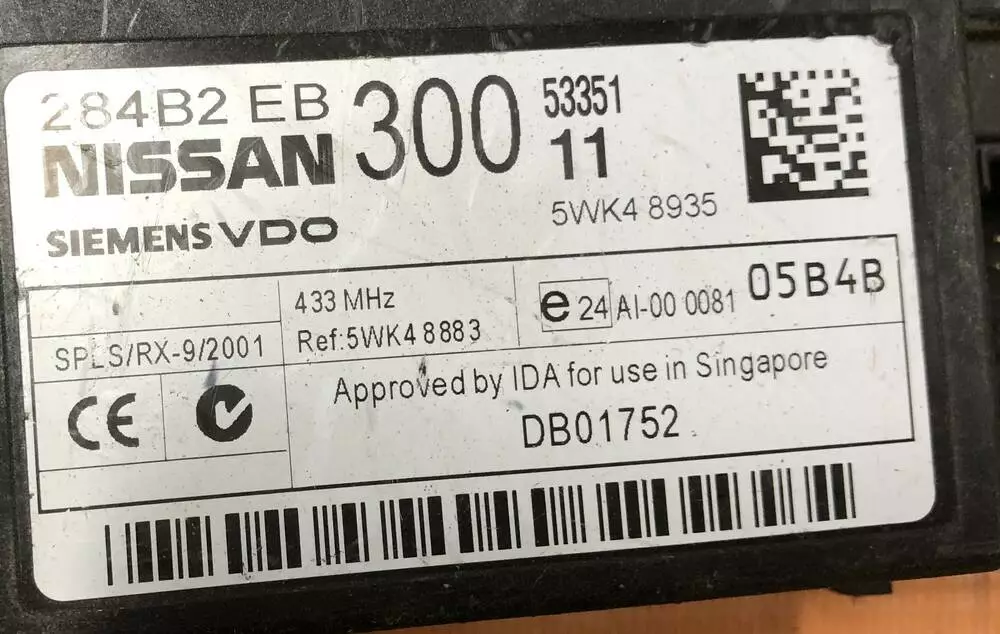 284B2 EB 300 53351
NISSAN 11
SIEMENS VDO 5WK4 8935
433 MHz
Ref:5WK4 8883
SPLS/RX-9/2001
e 24 AI-00 0081 05B4B
CE
Approved by IDA for use in Singapore
DB01752